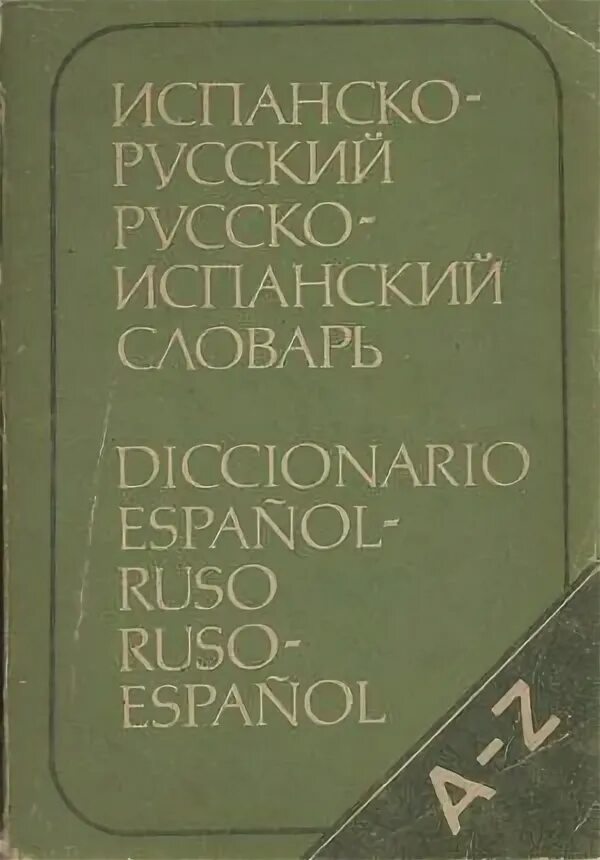 ИСПАНСКО-
РУССКИЙ
РУССКО-
ИСПАНСКИЙ
СЛОВАРЬ
DICCIONARIO
ESPAÑOL-
RUSO
RUSO-
ESPAÑOL
A-Z